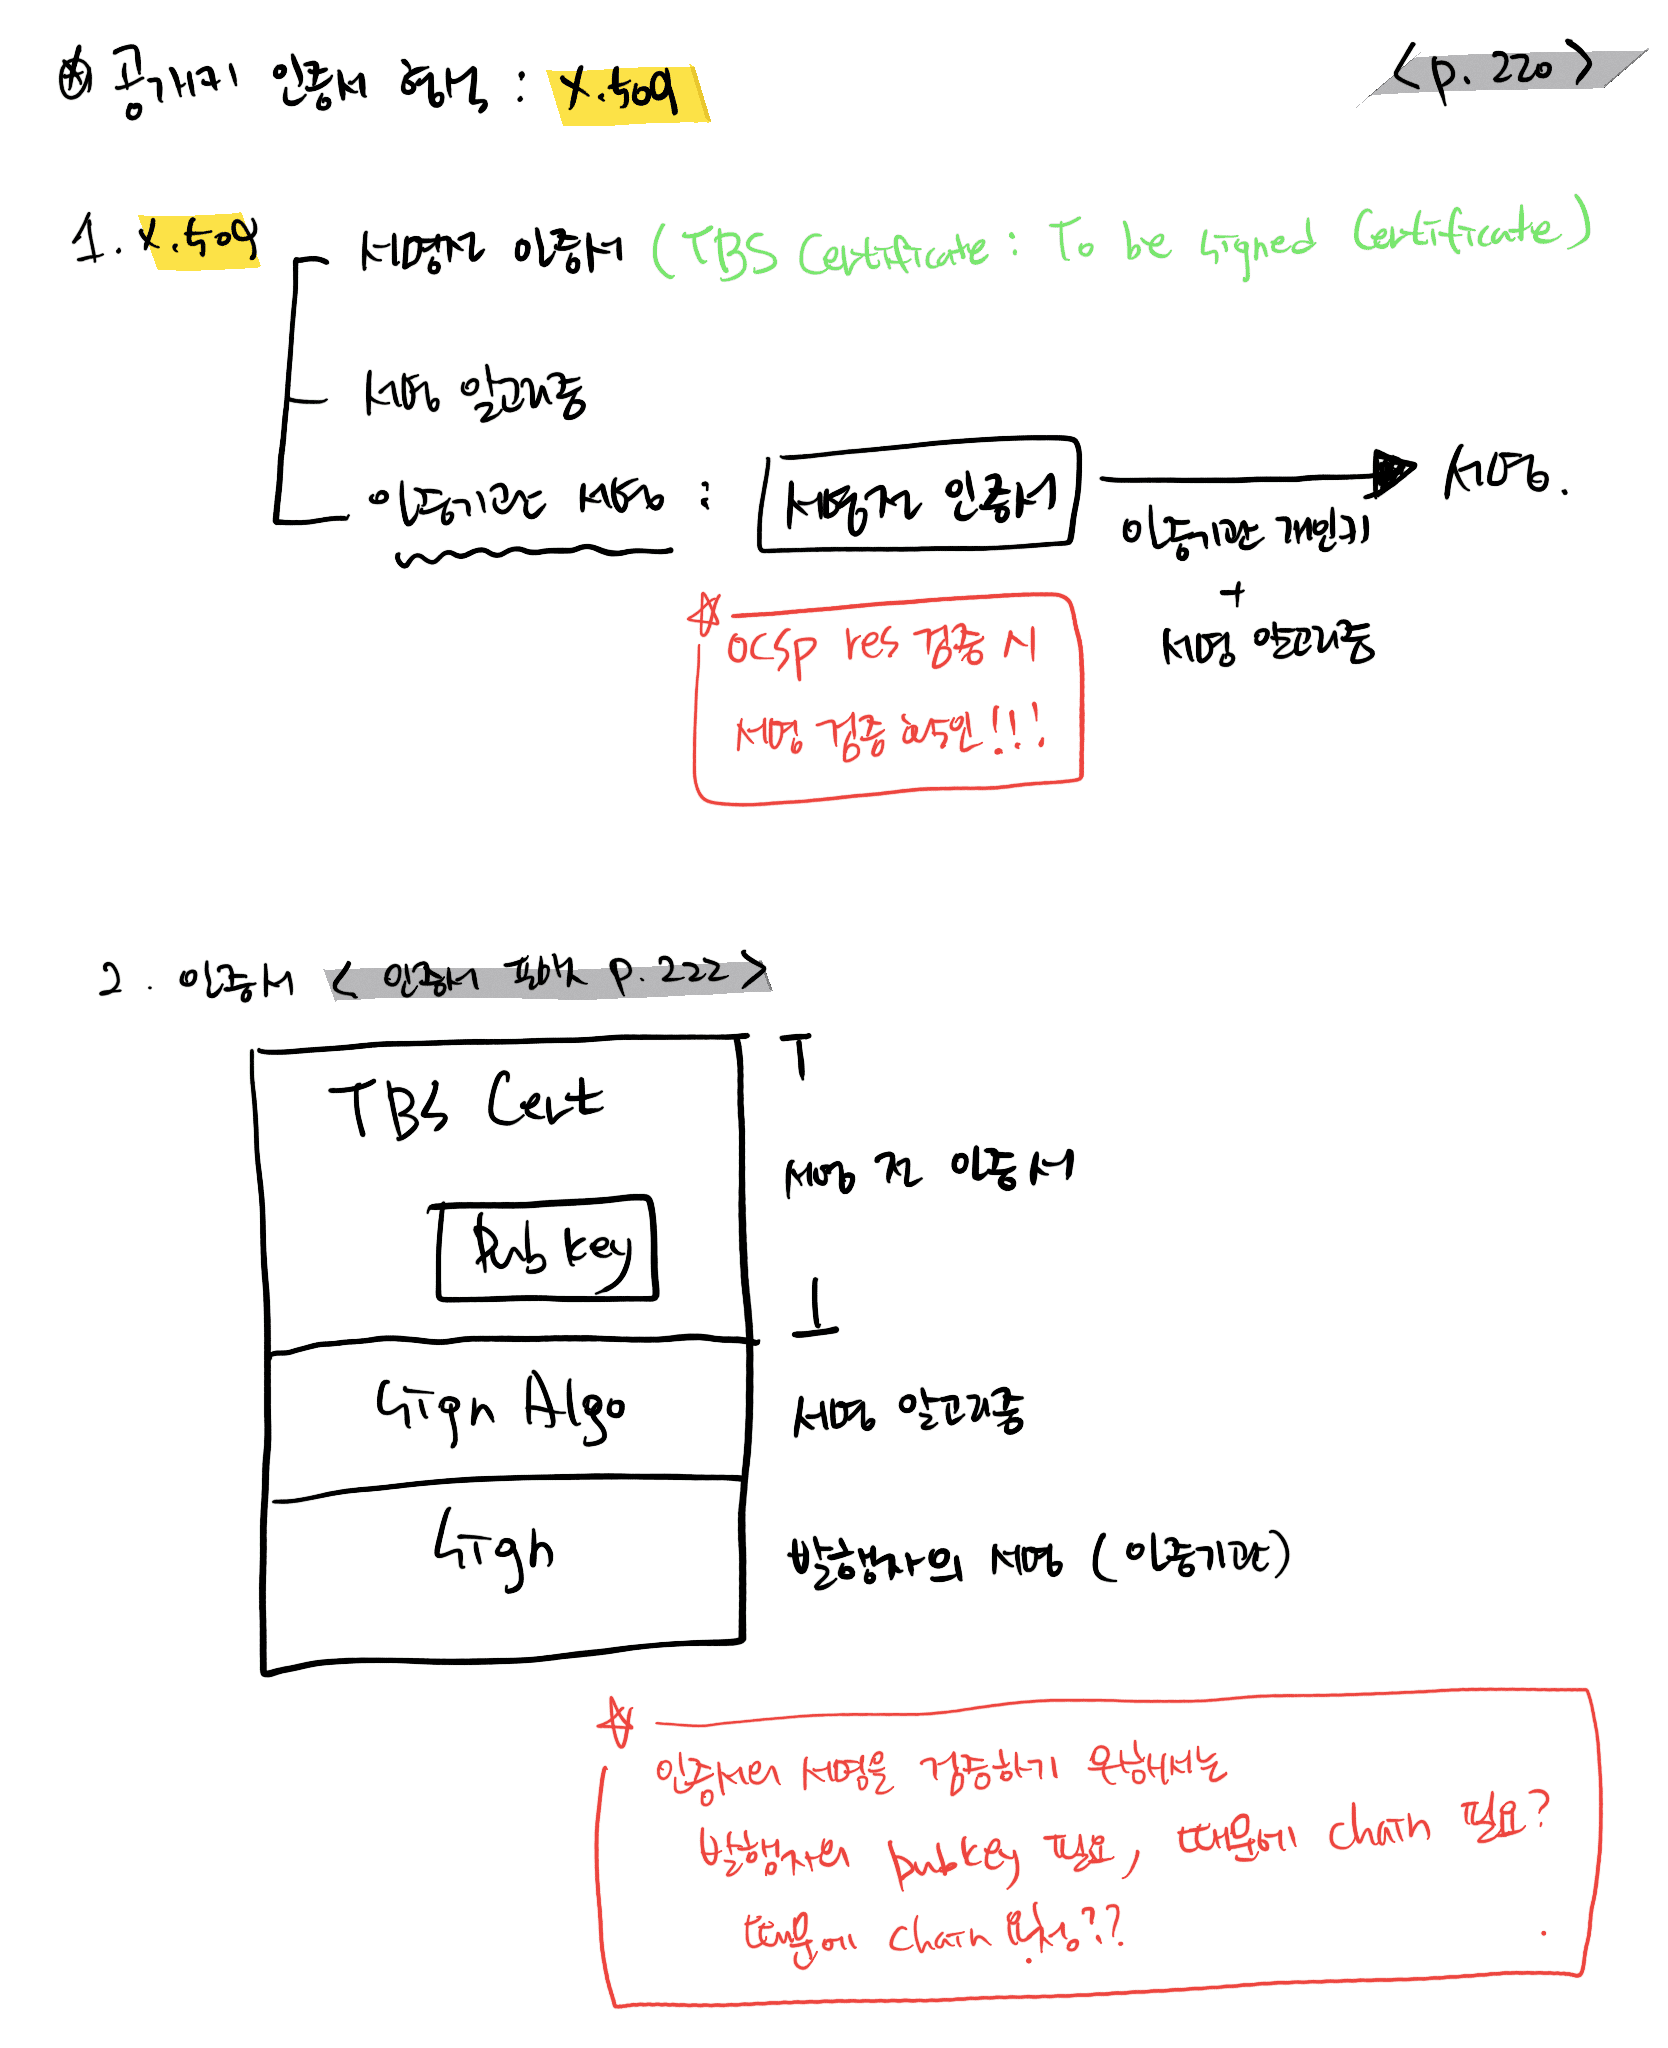 공개키 인증서 형식 : X.509
<p. 220>
1. X.509
서명전 인증서 (TBS Certificate : To be signed Certificate)
서명 알고리즘
인증기관 서명 : 서명전 인증서 → 서명.
인증기관 개인키
+
서명 알고리즘
☆ OCSP res 검증 시
서명 검증 확인!!!
2. 인증서 <인증서 포맷 p.222>
TBS Cert
Pub key
서명 전 인증서
Sign Algo
서명 알고리즘
Sign
발행자의 서명 (인증기관)
☆ 인증서의 서명을 검증하기 위해서는
발행자의 pubkey 필요, 때문에 chain 필요?
때문에 chain 요청??